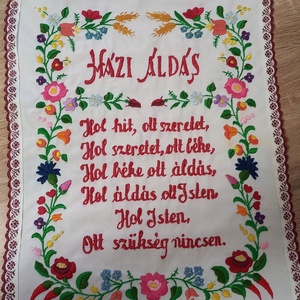 HÁZI ÁLDÁS
Hol hit, ott szeretet,
Hol szeretet, ott béke,
Hol béke ott áldás,
Hol áldás ott Isten,
Hol Isten,
Ott szükség nincsen.